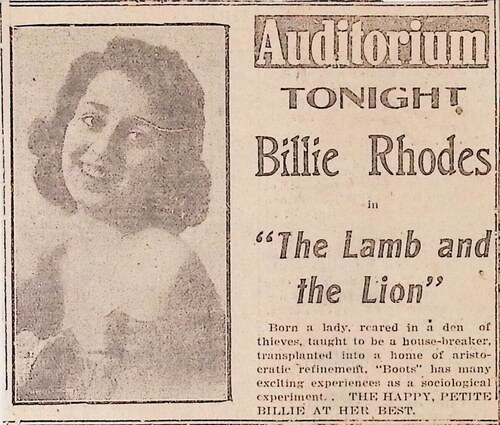 Auditorium
TONIGHT
Billie Rhodes
in
"The Lamb and
the Lion"
Born a lady, reared in a den of
thieves, taught to be a house-breaker,
transplanted into a home of aristo-
cratic refinement, "Boots" has many
exciting experiences as a sociological
experiment. . THE HAPPY, PETITE
BILLIE AT HER BEST.